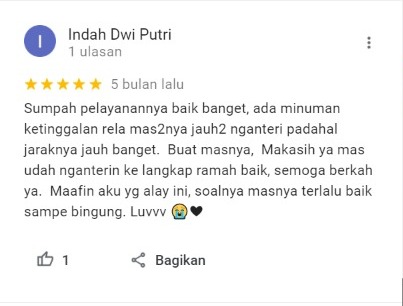 I
Indah Dwi Putri
1 ulasan
5 bulan lalu
Sumpah pelayanannya baik banget, ada minuman
ketinggalan rela mas2nya jauh2 nganteri padahal
jaraknya jauh banget.  Buat masnya,  Makasih ya mas
udah nganterin ke langkap ramah baik, semoga berkah
ya.  Maafin aku yg alay ini, soalnya masnya terlalu baik
sampe bingung. Luvvv 😭🖤
1
Bagikan